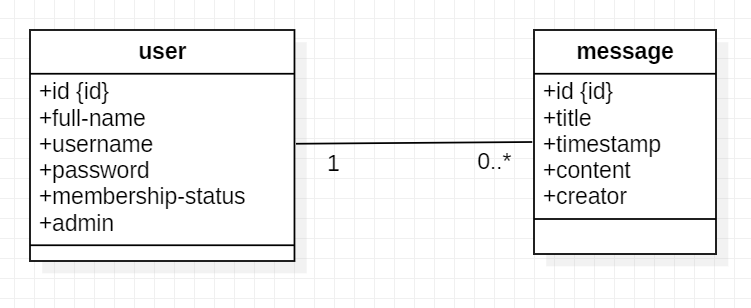 user
+id {id}
+full-name
+username
+password
+membership-status
+admin
1
0..*
message
+id {id}
+title
+timestamp
+content
+creator